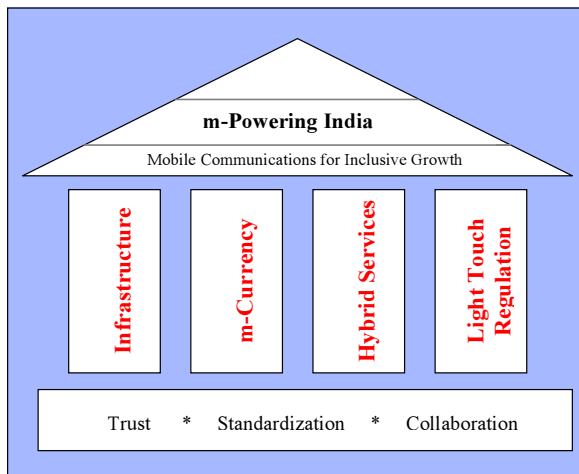 m-Powering India
Mobile Communications for Inclusive Growth
Infrastructure
m-Currency
Hybrid Services
Light Touch
Regulation
Trust * Standardization * Collaboration